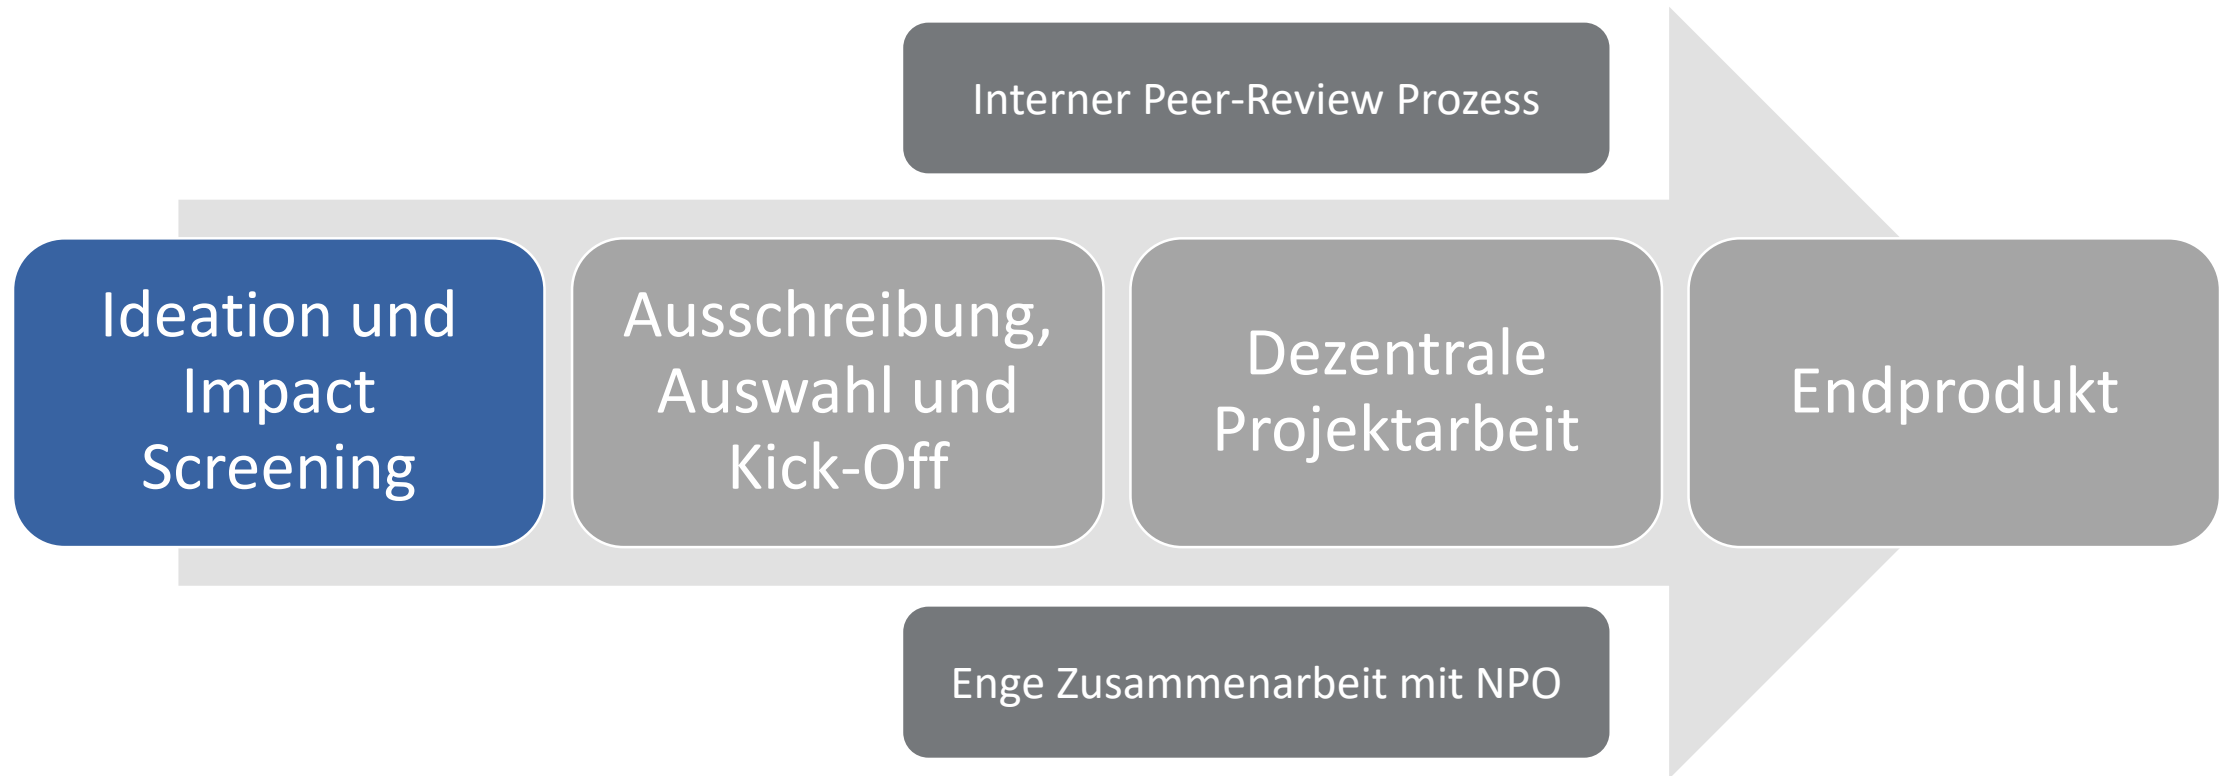 Interner Peer-Review Prozess
Ideation und
Impact
Screening
Ausschreibung,
Auswahl und
Kick-Off
Dezentrale
Projektarbeit
Endprodukt
Enge Zusammenarbeit mit NPO